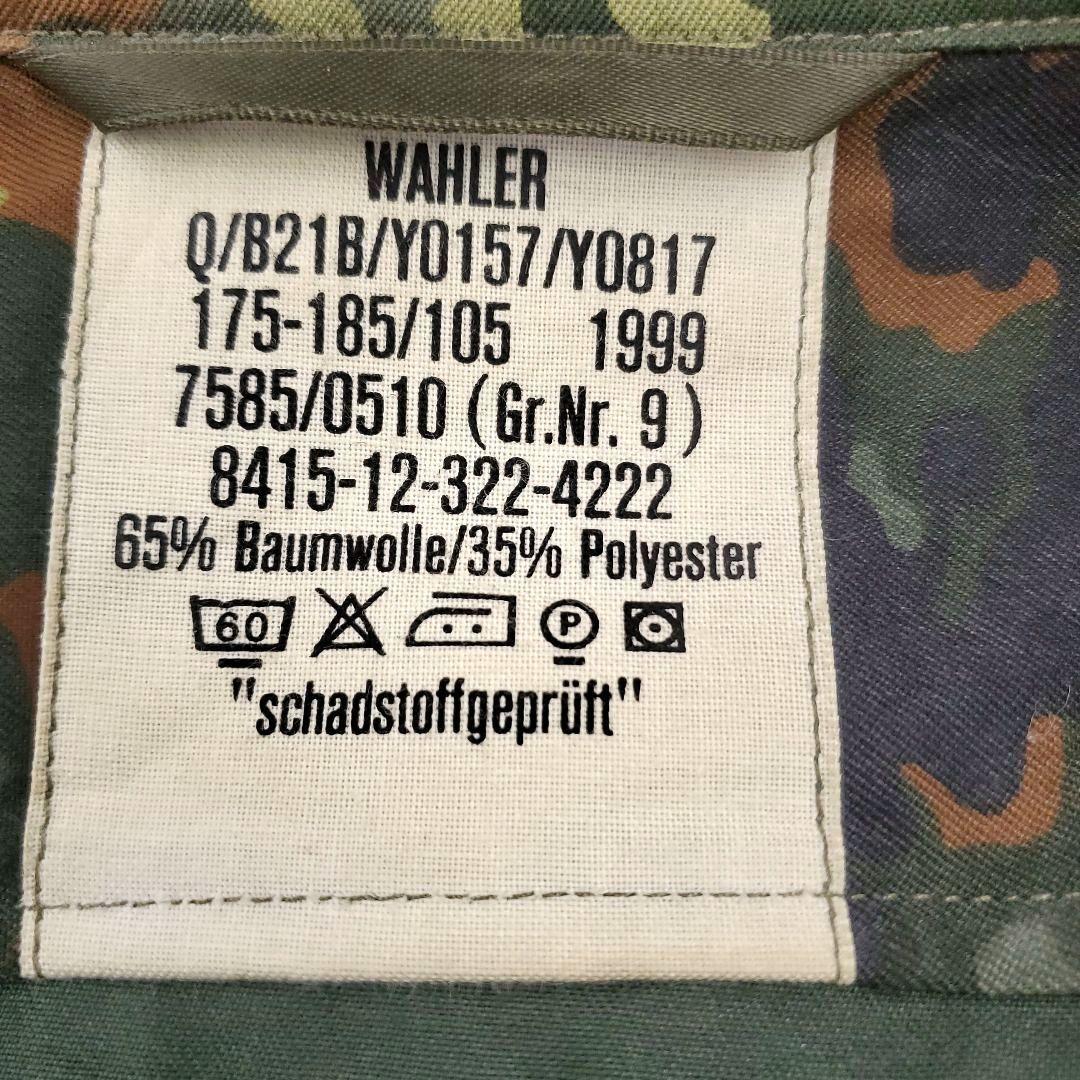 WAHLER
Q/B21B/Y0157/Y0817
175-185/105 1999
7585/0510 (Gr.Nr. 9)
8415-12-322-4222
65% Baumwolle/35% Polyester
60 P
"schadstoffgeprüft"